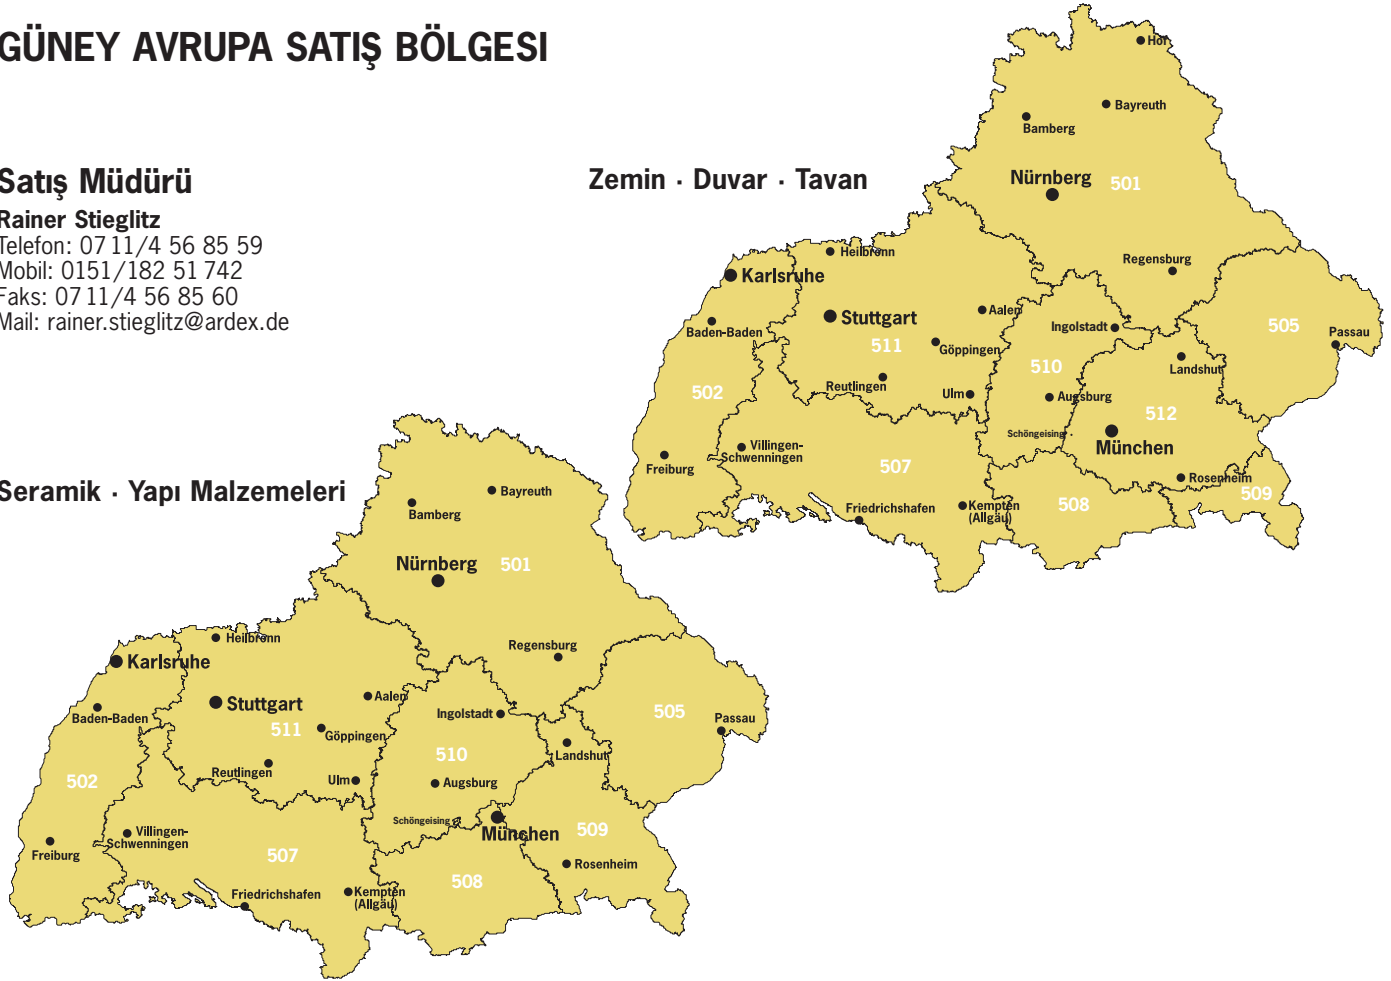 GÜNEY AVRUPA SATIŞ BÖLGESI
Satış Müdürü
Rainer Stieglitz
Telefon: 07 11/4 56 85 59
Mobil: 0151/182 51 742
Faks: 07 11/4 56 85 60
Mail: rainer.stieglitz@ardex.de
Zemin · Duvar · Tavan
Hof
Bayreuth
Bamberg
Nürnberg
501
Regensburg
Heilbronn
Karlsruhe
Baden-Baden
Stuttgart
511
Aalen
Göppingen
Reutlingen
Ulm
Ingolstadt
510
Augsburg
Schöngeising
505
Passau
Landshut
512
München
502
Freiburg
Villingen-
Schwenningen
507
Friedrichshafen
Kempten
(Allgäu)
508
Rosenheim
509
Seramik · Yapı Malzemeleri
Bayreuth
Bamberg
Nürnberg
501
Regensburg
Heilbronn
Karlsruhe
Baden-Baden
Stuttgart
511
Aalen
Göppingen
Reutlingen
Ulm
Ingolstadt
510
Augsburg
Schöngeising
505
Passau
Landshut
München
509
Rosenheim
502
Freiburg
Villingen-
Schwenningen
507
Friedrichshafen
Kempten
(Allgäu)
508